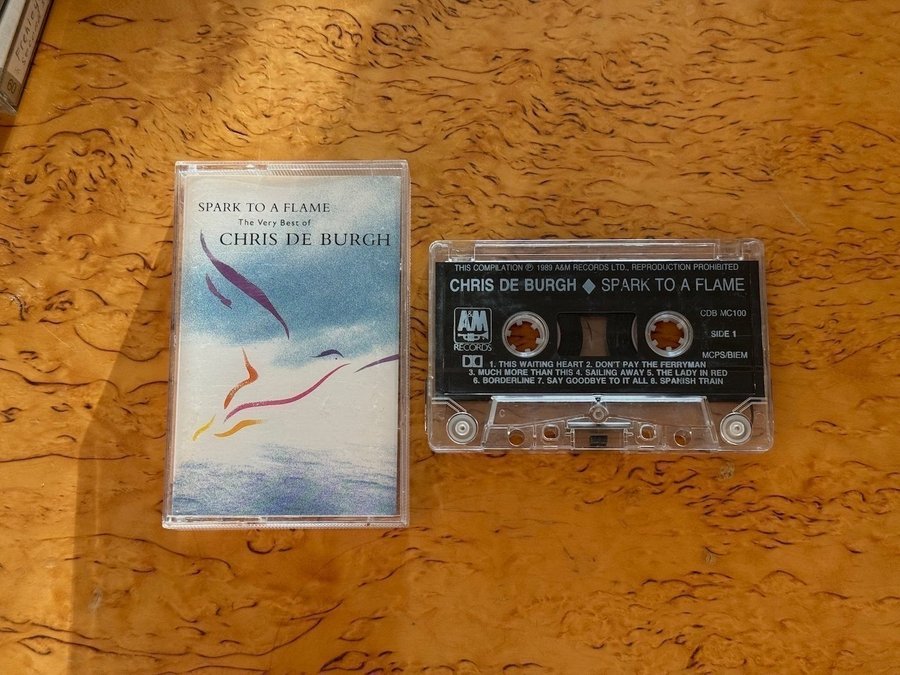 SPARK TO A FLAME
The Very Best of
CHRIS DE BURGH
THIS COMPILATION ℗ 1989 A&M RECORDS LTD., REPRODUCTION PROHIBITED
CHRIS DE BURGH ◆ SPARK TO A FLAME
CDB MC100
A&M
RECORDS
SIDE 1
MCPS/BIEM
1. THIS WAITING HEART 2. DON'T PAY THE FERRYMAN
3. MUCH MORE THAN THIS 4. SAILING AWAY 5. THE LADY IN RED
6. BORDERLINE 7. SAY GOODBYE TO IT ALL 8. SPANISH TRAIN